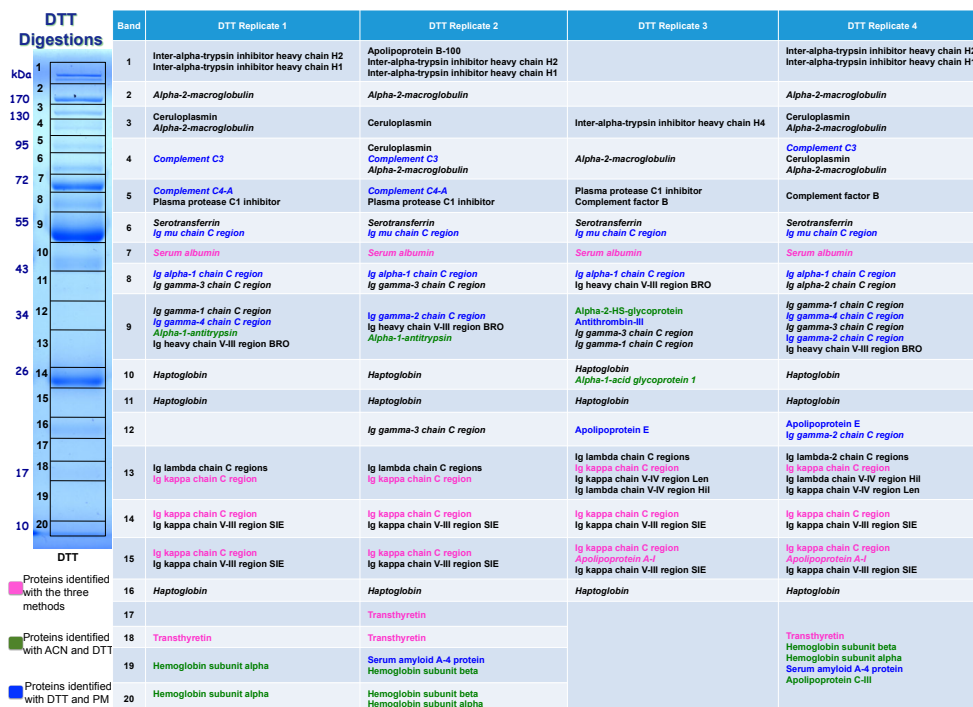 DTT
Digestions
kDa
170
130
95
72
55
43
34
26
17
10
1
2
3
4
5
6
7
8
9
10
11
12
13
14
15
16
17
18
19
20
DTT
Proteins identified
with the three
methods
Proteins identified
with ACN and DTT
Proteins identified
with DTT and PM
Band DTT Replicate 1 DTT Replicate 2 DTT Replicate 3 DTT Replicate 4
1
Inter-alpha-trypsin inhibitor heavy chain H2
Inter-alpha-trypsin inhibitor heavy chain H1
Apolipoprotein B-100
Inter-alpha-trypsin inhibitor heavy chain H2
Inter-alpha-trypsin inhibitor heavy chain H1
Inter-alpha-trypsin inhibitor heavy chain H2
Inter-alpha-trypsin inhibitor heavy chain H1
2
Alpha-2-macroglobulin
Alpha-2-macroglobulin
Alpha-2-macroglobulin
3
Ceruloplasmin
Alpha-2-macroglobulin
Ceruloplasmin
Inter-alpha-trypsin inhibitor heavy chain H4
Ceruloplasmin
Alpha-2-macroglobulin
4
Complement C3
Ceruloplasmin
Complement C3
Alpha-2-macroglobulin
Alpha-2-macroglobulin
Complement C3
Ceruloplasmin
Alpha-2-macroglobulin
5
Complement C4-A
Plasma protease C1 inhibitor
Complement C4-A
Plasma protease C1 inhibitor
Plasma protease C1 inhibitor
Complement factor B
Complement factor B
6
Serotransferrin
Ig mu chain C region
Serotransferrin
Ig mu chain C region
Serotransferrin
Ig mu chain C region
Serotransferrin
Ig mu chain C region
7
Serum albumin
Serum albumin
Serum albumin
Serum albumin
8
Ig alpha-1 chain C region
Ig gamma-3 chain C region
Ig alpha-1 chain C region
Ig gamma-3 chain C region
Ig alpha-1 chain C region
Ig heavy chain V-III region BRO
Ig alpha-1 chain C region
Ig alpha-2 chain C region
9
Ig gamma-1 chain C region
Ig gamma-4 chain C region
Alpha-1-antitrypsin
Ig heavy chain V-III region BRO
Ig gamma-2 chain C region
Ig heavy chain V-III region BRO
Alpha-1-antitrypsin
Alpha-2-HS-glycoprotein
Antithrombin-III
Ig gamma-3 chain C region
Ig gamma-1 chain C region
Ig gamma-1 chain C region
Ig gamma-4 chain C region
Ig gamma-3 chain C region
Ig gamma-2 chain C region
Ig heavy chain V-III region BRO
10
Haptoglobin
Haptoglobin
Haptoglobin
Alpha-1-acid glycoprotein 1
Haptoglobin
11
Haptoglobin
Haptoglobin
Haptoglobin
Haptoglobin
12
Ig gamma-3 chain C region
Apolipoprotein E
Apolipoprotein E
Ig gamma-2 chain C region
13
Ig lambda chain C regions
Ig kappa chain C region
Ig lambda chain C regions
Ig kappa chain C region
Ig lambda chain C regions
Ig kappa chain C region
Ig kappa chain V-IV region Len
Ig lambda chain V-IV region Hil
Ig lambda-2 chain C regions
Ig kappa chain C region
Ig lambda chain V-IV region Hil
Ig kappa chain V-IV region Len
14
Ig kappa chain C region
Ig kappa chain V-III region SIE
Ig kappa chain C region
Ig kappa chain V-III region SIE
Ig kappa chain C region
Ig kappa chain V-III region SIE
Ig kappa chain C region
Ig kappa chain V-III region SIE
15
Ig kappa chain C region
Ig kappa chain V-III region SIE
Ig kappa chain C region
Ig kappa chain V-III region SIE
Ig kappa chain C region
Apolipoprotein A-I
Ig kappa chain V-III region SIE
Ig kappa chain C region
Apolipoprotein A-I
Ig kappa chain V-III region SIE
16
Haptoglobin
Haptoglobin
Haptoglobin
Haptoglobin
17
Transthyretin
18
Transthyretin
Transthyretin
19
Hemoglobin subunit alpha
Serum amyloid A-4 protein
Hemoglobin subunit beta
20
Hemoglobin subunit alpha
Hemoglobin subunit beta
Hemoglobin subunit alpha
Transthyretin
Hemoglobin subunit beta
Hemoglobin subunit alpha
Serum amyloid A-4 protein
Apolipoprotein C-III